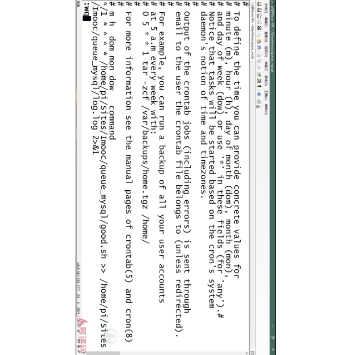 # To define the time you can provide concrete values for
# minute (m), hour (h), day of month (dom), month (mon),
# and day of week (dow) or use '*' in these fields (for 'any').#
# Notice that tasks will be started based on the cron's system
# daemon's notion of time and timezones.
#
# Output of the crontab jobs (including errors) is sent through
# email to the user the crontab file belongs to (unless redirected).
#
# For example, you can run a backup of all your user accounts
# at 5 a.m every week with:
# 0 5 * * 1 tar -zcf /var/backups/home.tgz /home/
#
# For more information see the manual pages of crontab(5) and cron(8)
#
# m h dom mon dow command
*/1 * * * * /home/pi/Sites/Imooc/queue_mysql/good.sh >> /home/pi/Sites
/Imooc/queue_mysql/log.log 2>&1
:wq